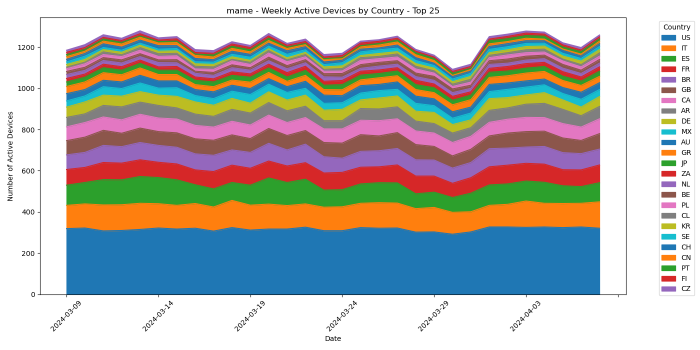 mame - Weekly Active Devices by Country - Top 25
Number of Active Devices
1200
1000
800
600
400
200
0
2024-03-09
2024-03-14
2024-03-19
2024-03-24
2024-03-29
2024-04-03
Date
Country
US
IT
ES
FR
BR
GB
CA
AR
DE
MX
AU
GR
JP
ZA
NL
BE
PL
CL
KR
SE
CH
CN
PT
FI
CZ